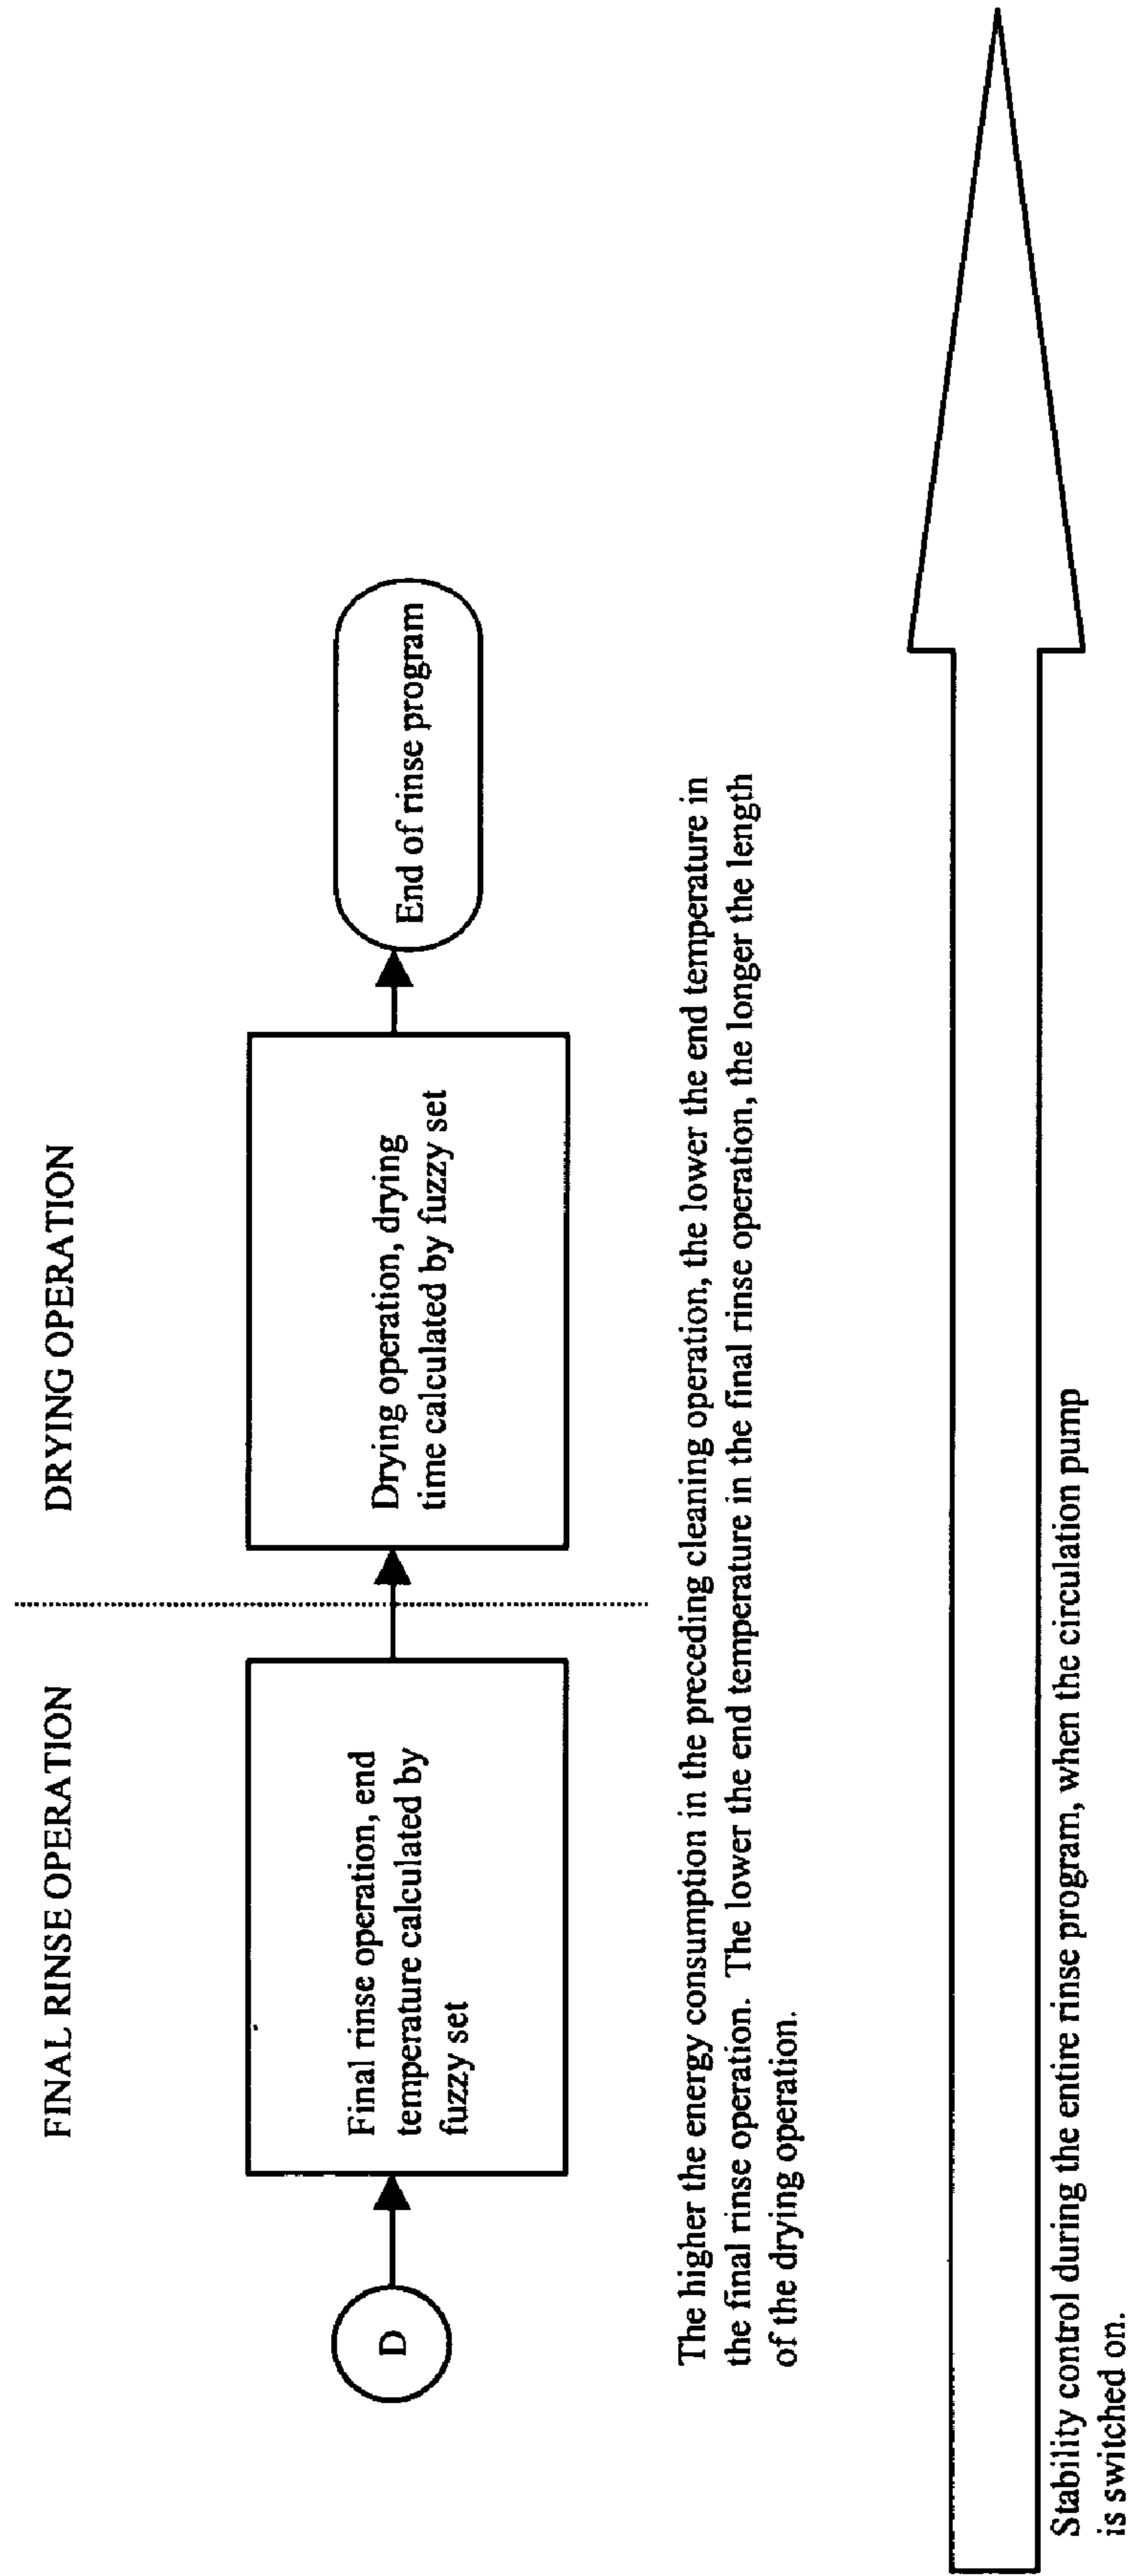 FINAL RINSE OPERATION
DRYING OPERATION
D
Final rinse operation, end
temperature calculated by
fuzzy set
Drying operation, drying
time calculated by fuzzy set
End of rinse program
The higher the energy consumption in the preceding cleaning operation, the lower the end temperature in
the final rinse operation. The lower the end temperature in the final rinse operation, the longer the length
of the drying operation.
Stability control during the entire rinse program, when the circulation pump
is switched on.